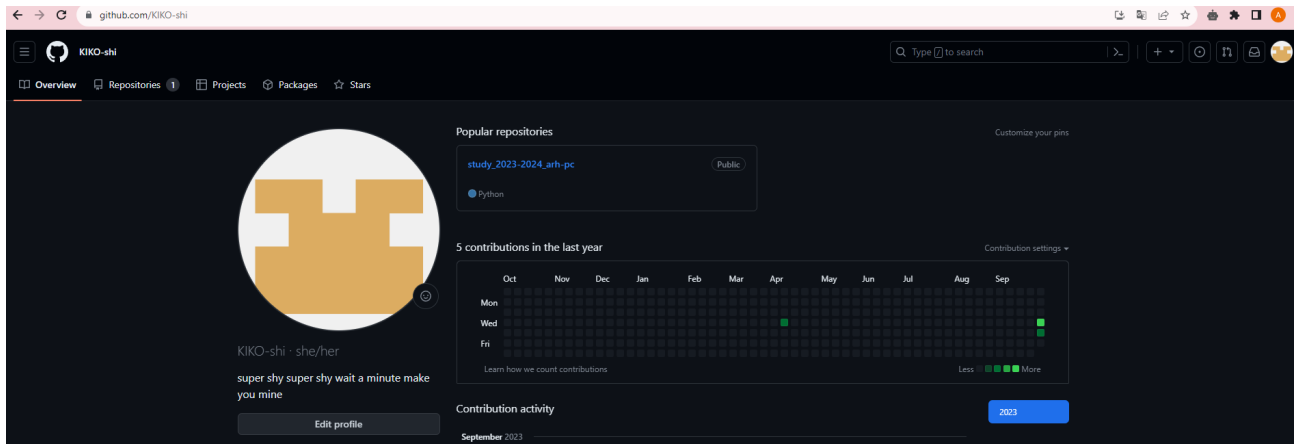 github.com/KIKO-shi
A
KIKO-shi
Type / to search
Overview
Repositories 1
Projects
Packages
Stars
Popular repositories
Customize your pins
study_2023-2024_arh-pc
Public
Python
5 contributions in the last year
Contribution settings
Oct Nov Dec Jan Feb Mar Apr May Jun Jul Aug Sep
Mon
Wed
Fri
Learn how we count contributions
Less More
KIKO-shi · she/her
super shy super shy wait a minute make
you mine
Edit profile
Contribution activity
2023
September 2023